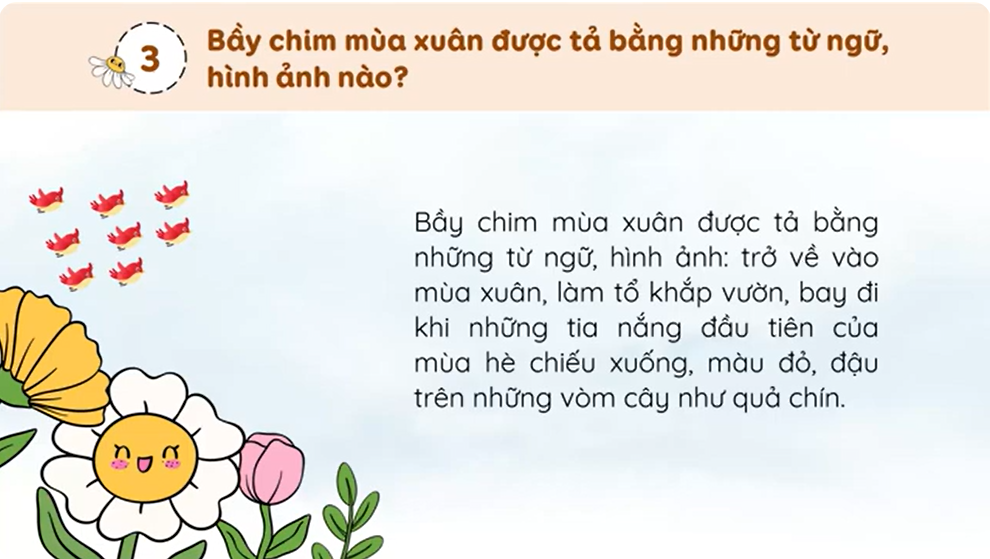 3
Bầy chim mùa xuân được tả bằng những từ ngữ,
hình ảnh nào?
Bầy chim mùa xuân được tả bằng
những từ ngữ, hình ảnh: trở về vào
mùa xuân, làm tổ khắp vườn, bay đi
khi những tia nắng đầu tiên của
mùa hè chiếu xuống, màu đỏ, đậu
trên những vòm cây như quả chín.